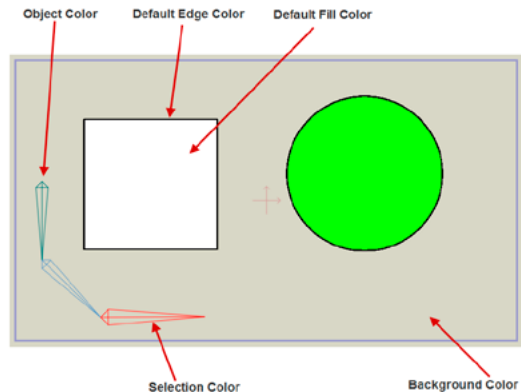 Object Color
Default Edge Color
Default Fill Color
Selection Color
Background Color